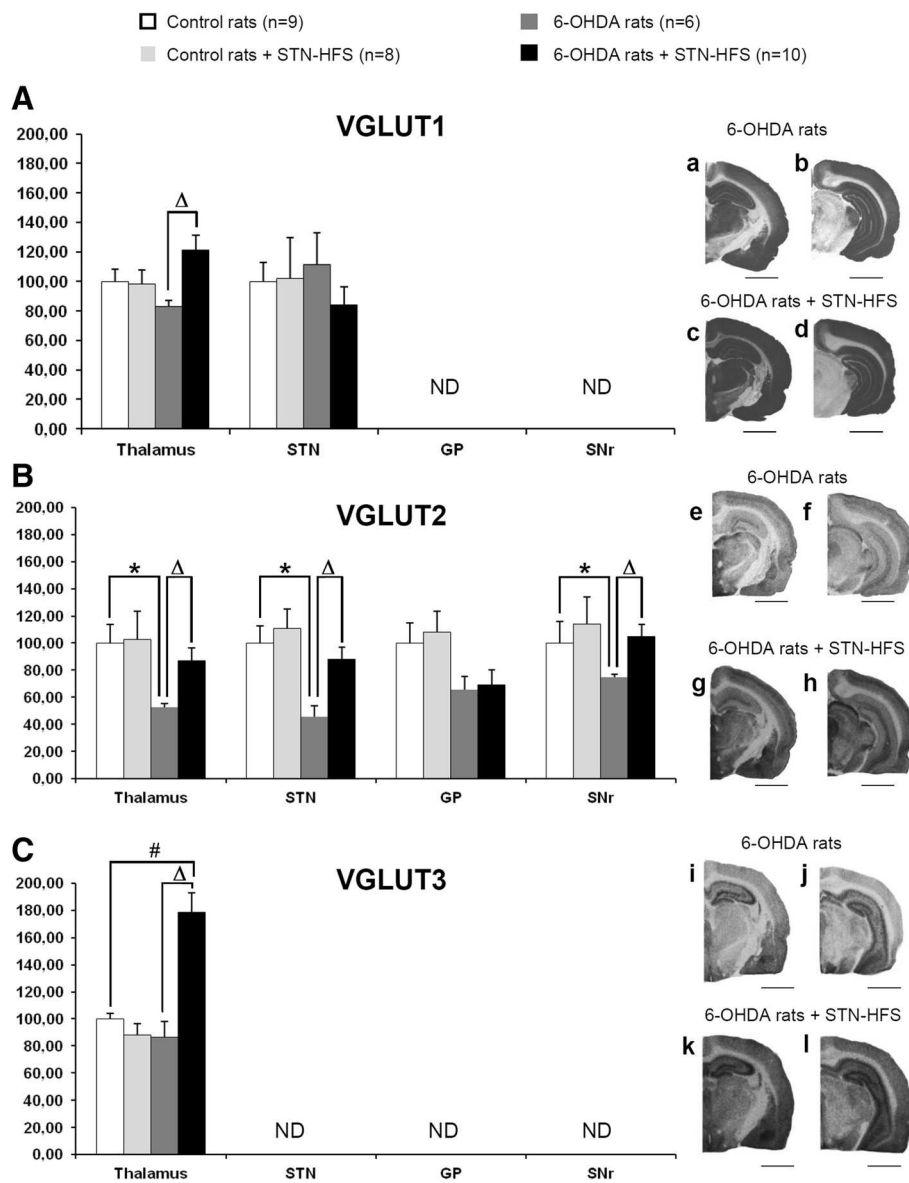 Control rats (n=9)
6-OHDA rats (n=6)
Control rats + STN-HFS (n=8)
6-OHDA rats + STN-HFS (n=10)
A
VGLUT1
200,00
180,00
160,00
140,00
120,00
100,00
80,00
60,00
40,00
20,00
0,00
Δ
ND
ND
Thalamus
STN
GP
SNr
6-OHDA rats
a
b
6-OHDA rats + STN-HFS
c
d
B
VGLUT2
200,00
180,00
160,00
140,00
120,00
100,00
80,00
60,00
40,00
20,00
0,00
* Δ
* Δ
* Δ
Thalamus
STN
GP
SNr
6-OHDA rats
e
f
6-OHDA rats + STN-HFS
g
h
C
VGLUT3
200,00
180,00
160,00
140,00
120,00
100,00
80,00
60,00
40,00
20,00
0,00
#
Δ
ND
ND
ND
Thalamus
STN
GP
SNr
6-OHDA rats
i
j
6-OHDA rats + STN-HFS
k
l